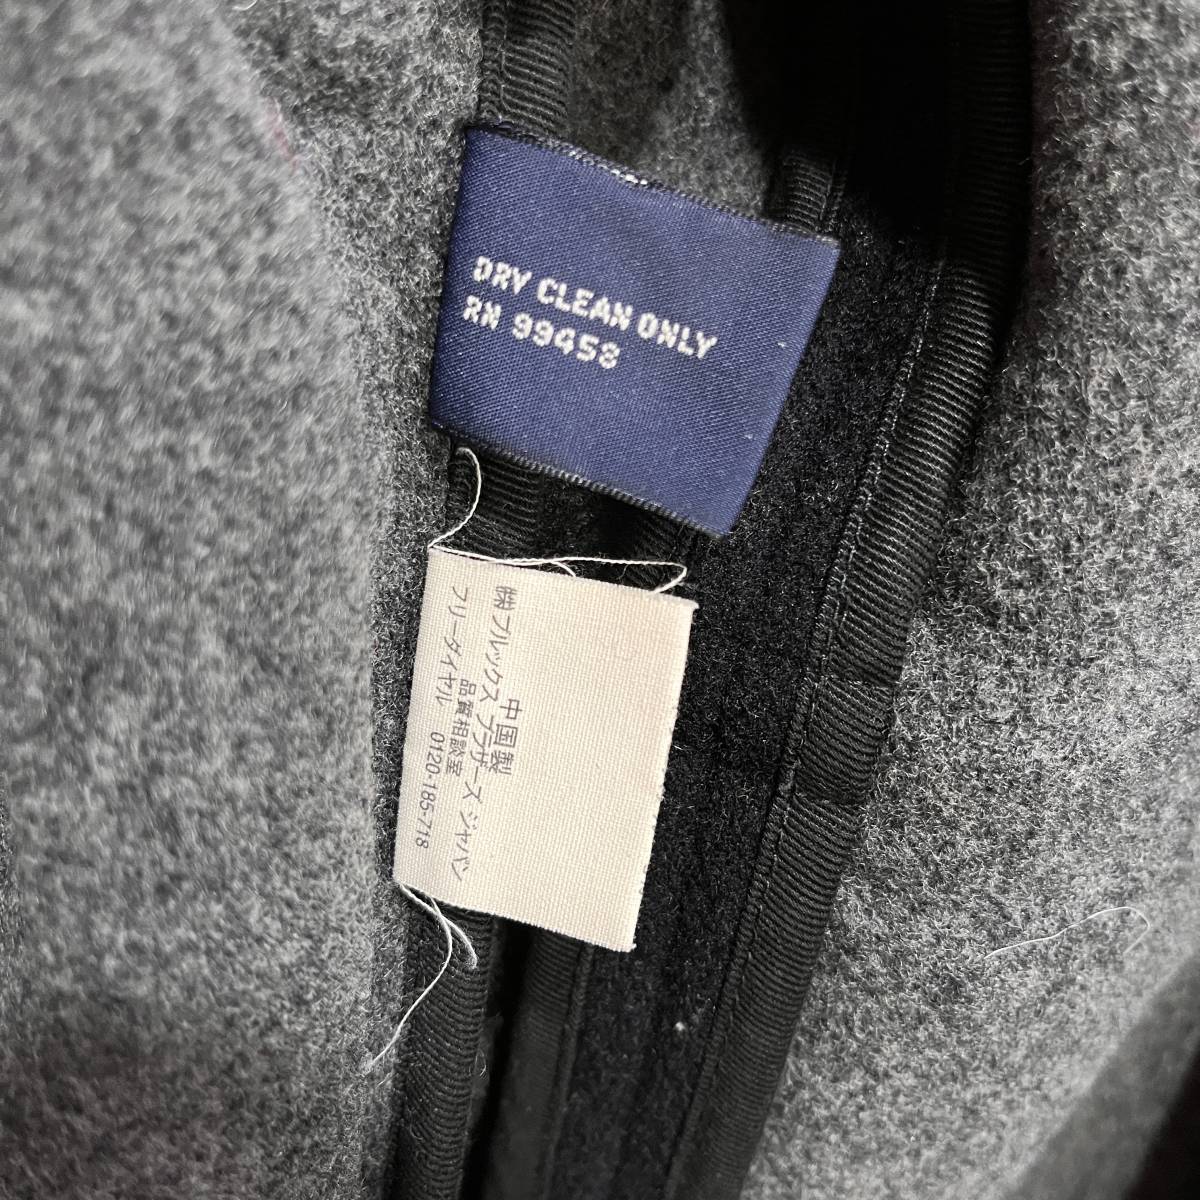 DRY CLEAN ONLY
RN 99458
中国製
㈱ブルックス ブラザーズ ジャパン
品質相談室
フリーダイヤル 0120-185-718